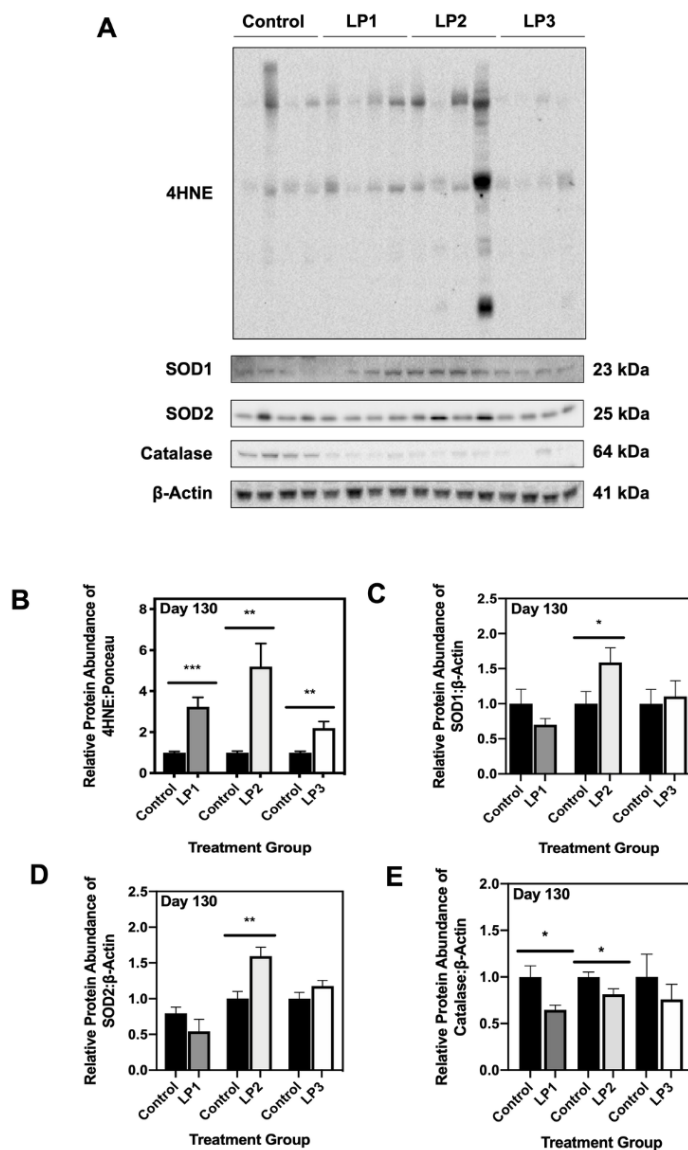 A
Control LP1 LP2 LP3
4HNE
SOD1 23 kDa
SOD2 25 kDa
Catalase 64 kDa
β-Actin 41 kDa
B
Relative Protein Abundance of
4HNE:Ponceau
8
6
4
2
0
Day 130
***
**
**
Control
LP1
Control
LP2
Control
LP3
Treatment Group
C
Relative Protein Abundance of
SOD1:β-Actin
2.5
2.0
1.5
1.0
0.5
0.0
Day 130
*
Control
LP1
Control
LP2
Control
LP3
Treatment Group
D
Relative Protein Abundance of
SOD2:β-Actin
2.5
2.0
1.5
1.0
0.5
0.0
Day 130
**
Control
LP1
Control
LP2
Control
LP3
Treatment Group
E
Relative Protein Abundance of
Catalase:β-Actin
2.0
1.5
1.0
0.5
0.0
Day 130
*
*
Control
LP1
Control
LP2
Control
LP3
Treatment Group